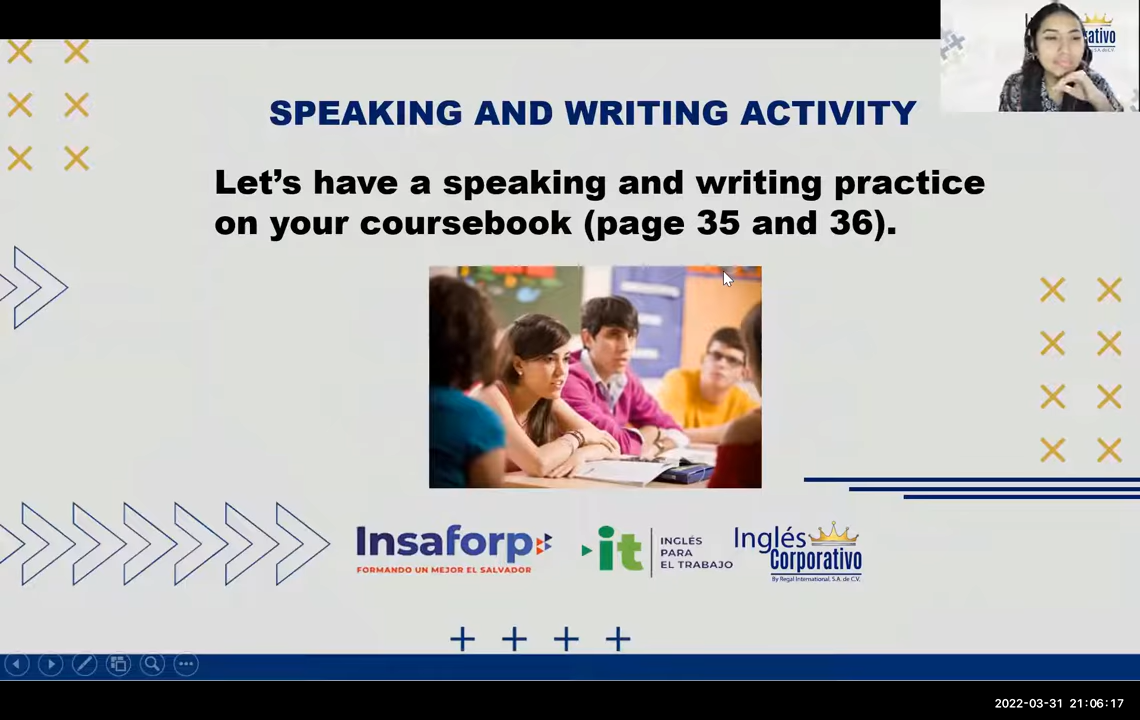 ativo
SPEAKING AND WRITING ACTIVITY
Let's have a speaking and writing practice
on your coursebook (page 35 and 36).
Insaforp
FORMANDO UN MEJOR EL SALVADOR
it
INGLÉS
PARA
EL TRABAJO
Inglés
Corporativo
By Regal International, S.A. de C.V.
2022-03-31 21:06:17